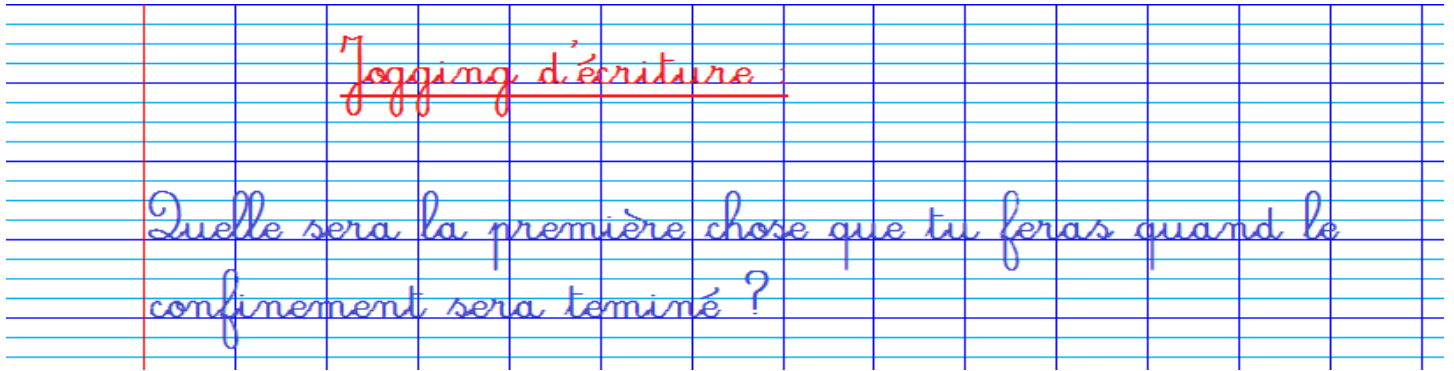 Jogging d'écriture :
Quelle sera la première chose que tu feras quand le
confinement sera teminé ?